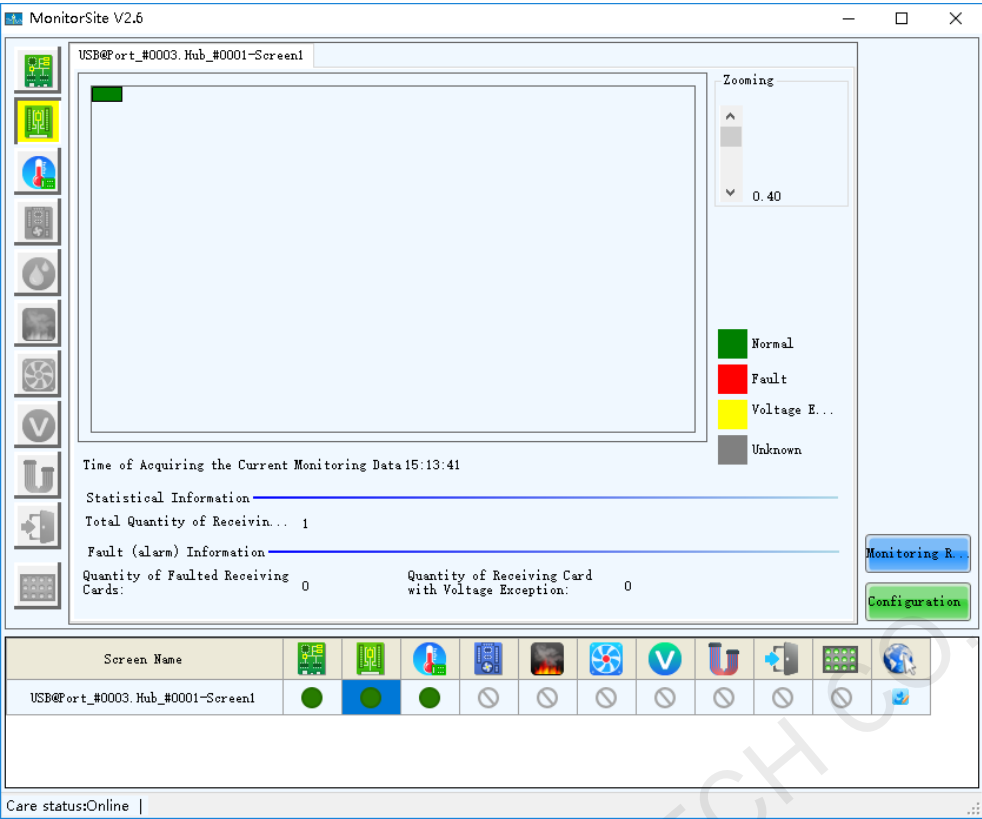 MonitorSite V2.6
USB@Port_#0003.Hub_#0001-Screen1
Zooming
0.40
Normal
Fault
Voltage E...
Unknown
Time of Acquiring the Current Monitoring Data 15:13:41
Statistical Information
Total Quantity of Receivin... 1
Fault (alarm) Information
Quantity of Faulted Receiving Cards: 0
Quantity of Receiving Card with Voltage Exception: 0
Monitoring R...
Configuration
Screen Name
USB@Port_#0003.Hub_#0001-Screen1
Care status:Online |
TECH CO.